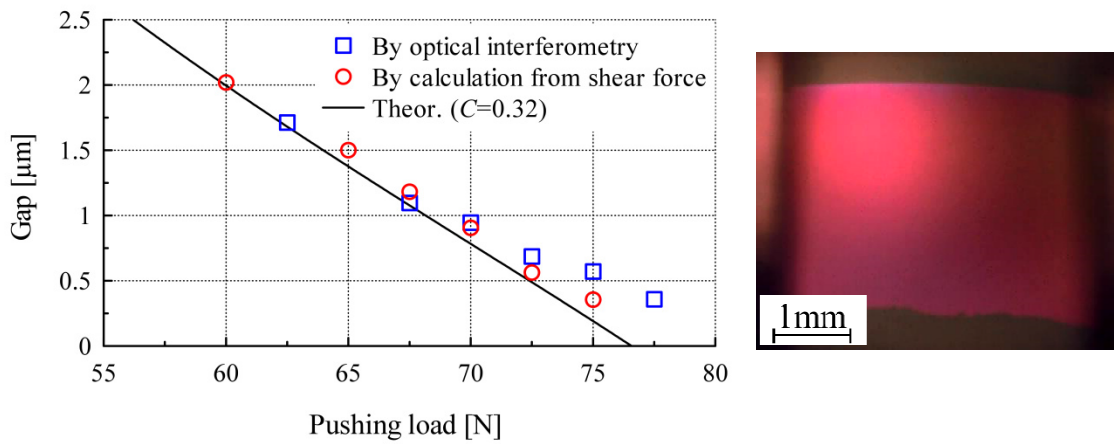 2.5
2
1.5
1
0.5
0
55
60
65
70
75
80
Gap [µm]
Pushing load [N]
By optical interferometry
By calculation from shear force
Theor. (C=0.32)
1mm